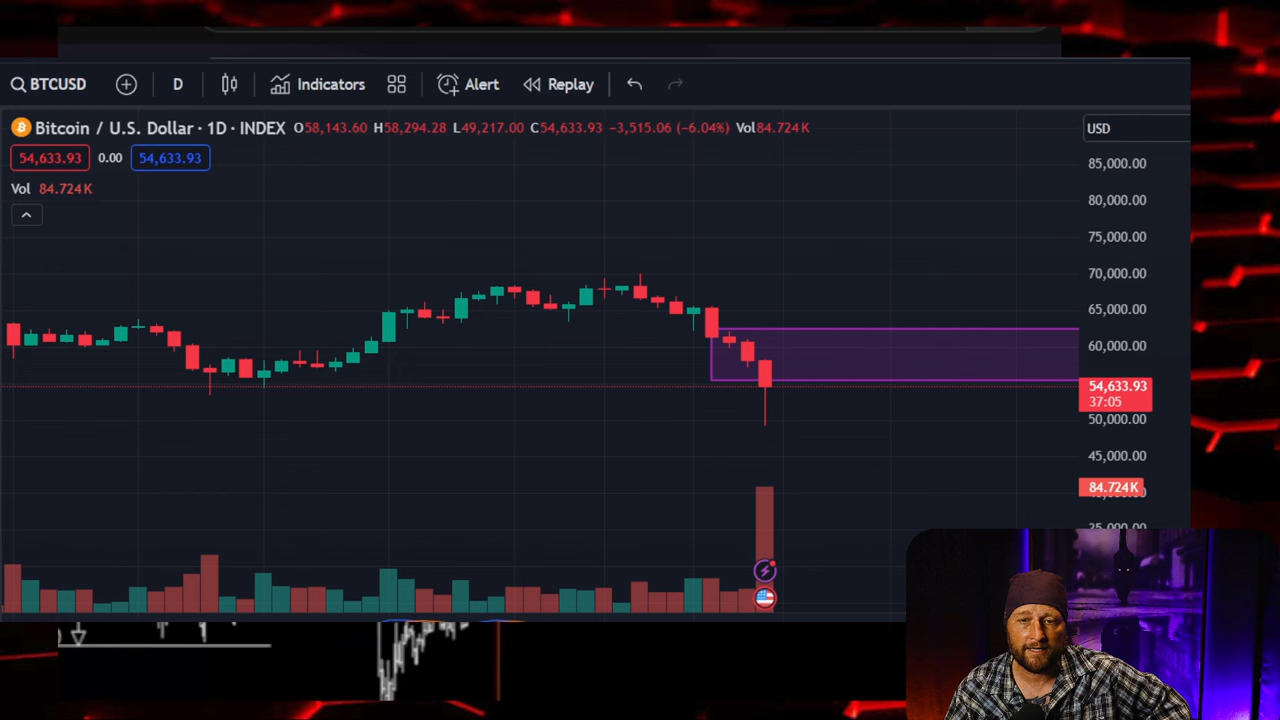 BTCUSD D Indicators Alert Replay
Bitcoin / U.S. Dollar · 1D · INDEX O58,143.60 H58,294.28 L49,217.00 C54,633.93 −3,515.06 (−6.04%) Vol84.724K
USD
54,633.93 0.00 54,633.93
Vol 84.724K
85,000.00
80,000.00
75,000.00
70,000.00
65,000.00
60,000.00
54,633.93
37:05
50,000.00
45,000.00
84.724K